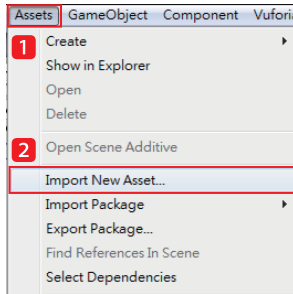 Assets GameObject Component Vufori
1 Create
Show in Explorer
Open
Delete
2 Open Scene Additive
Import New Asset...
Import Package
Export Package...
Find References In Scene
Select Dependencies